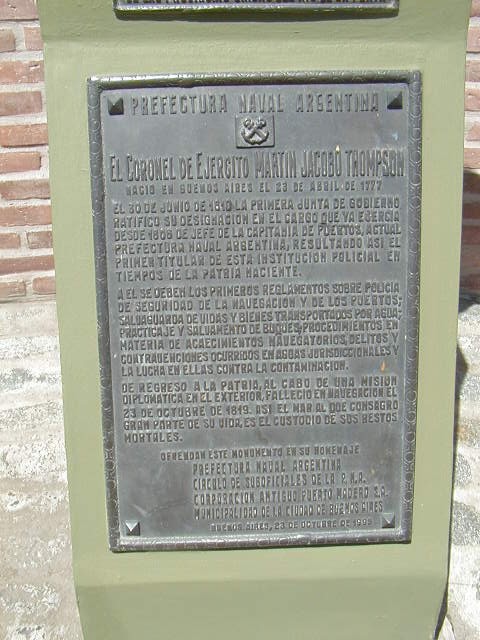 PREFECTURA NAVAL ARGENTINA
EL CORONEL DE EJERCITO MARTIN JACOBO THOMPSON
NACIO EN BUENOS AIRES EL 23 DE ABRIL DE 1777
EL 30 DE JUNIO DE 1810 LA PRIMERA JUNTA DE GOBIERNO
RATIFICO SU DESIGNACION EN EL CARGO QUE YA EJERCIA
DESDE 1806 DE JEFE DE LA CAPITANIA DE PUERTOS, ACTUAL
PREFECTURA NAVAL ARGENTINA, RESULTANDO ASI EL
PRIMER TITULAR DE ESTA INSTITUCION POLICIAL EN
TIEMPOS DE LA PATRIA NACIENTE.
A EL SE DEBEN LOS PRIMEROS REGLAMENTOS SOBRE POLICIA
DE SEGURIDAD DE LA NAVEGACION Y DE LOS PUERTOS;
SALVAGUARDA DE VIDAS Y BIENES TRANSPORTADOS POR AGUA;
PRACTICAJE Y SALVAMENTO DE BUQUES; PROCEDIMIENTOS EN
MATERIA DE ACAECIMIENTOS NAVEGATORIOS, DELITOS Y
CONTRAVENCIONES OCURRIDOS EN AGUAS JURISDICCIONALES Y
LA LUCHA EN ELLAS CONTRA LA CONTAMINACION.
DE REGRESO A LA PATRIA, AL CABO DE UNA MISION
DIPLOMATICA EN EL EXTERIOR, FALLECIO EN NAVEGACION EL
23 DE OCTUBRE DE 1819. ASI EL MAR AL QUE CONSAGRO
GRAN PARTE DE SU VIDA, ES EL CUSTODIO DE SUS RESTOS
MORTALES.
OFRENDAN ESTE MONUMENTO EN SU HOMENAJE
PREFECTURA NAVAL ARGENTINA
CIRCULO DE SUBOFICIALES DE LA P.N.A.
CORPORACION ANTIGUO PUERTO MADERO S.A.
MUNICIPALIDAD DE LA CIUDAD DE BUENOS AIRES
BUENOS AIRES, 23 DE OCTUBRE DE